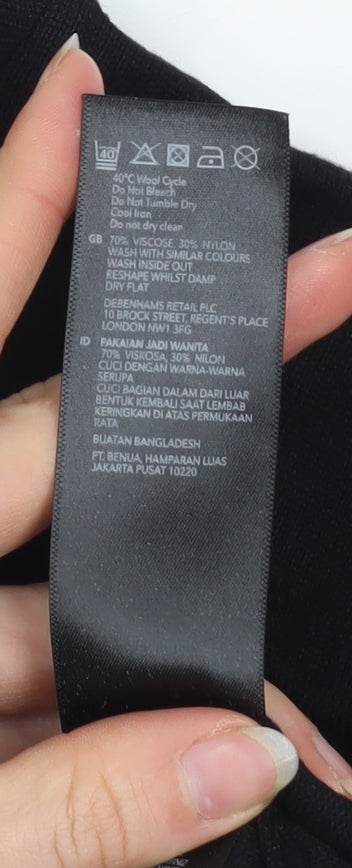 40
40°C Wool Cycle
Do Not Bleach
Do Not Tumble Dry
Cool Iron
Do not dry clean
GB 70% VISCOSE, 30% NYLON
WASH WITH SIMILAR COLOURS
WASH INSIDE OUT
RESHAPE WHILST DAMP
DRY FLAT
DEBENHAMS RETAIL PLC
10 BROCK STREET, REGENT'S PLACE
LONDON NW1 3FG
ID PAKAIAN JADI WANITA
70% VISKOSA, 30% NILON
CUCI DENGAN WARNA-WARNA
SERUPA
CUCI BAGIAN DALAM DARI LUAR
BENTUK KEMBALI SAAT LEMBAB
KERINGKAN DI ATAS PERMUKAAN
RATA
BUATAN BANGLADESH
PT. BENUA, HAMPARAN LUAS
JAKARTA PUSAT 10220